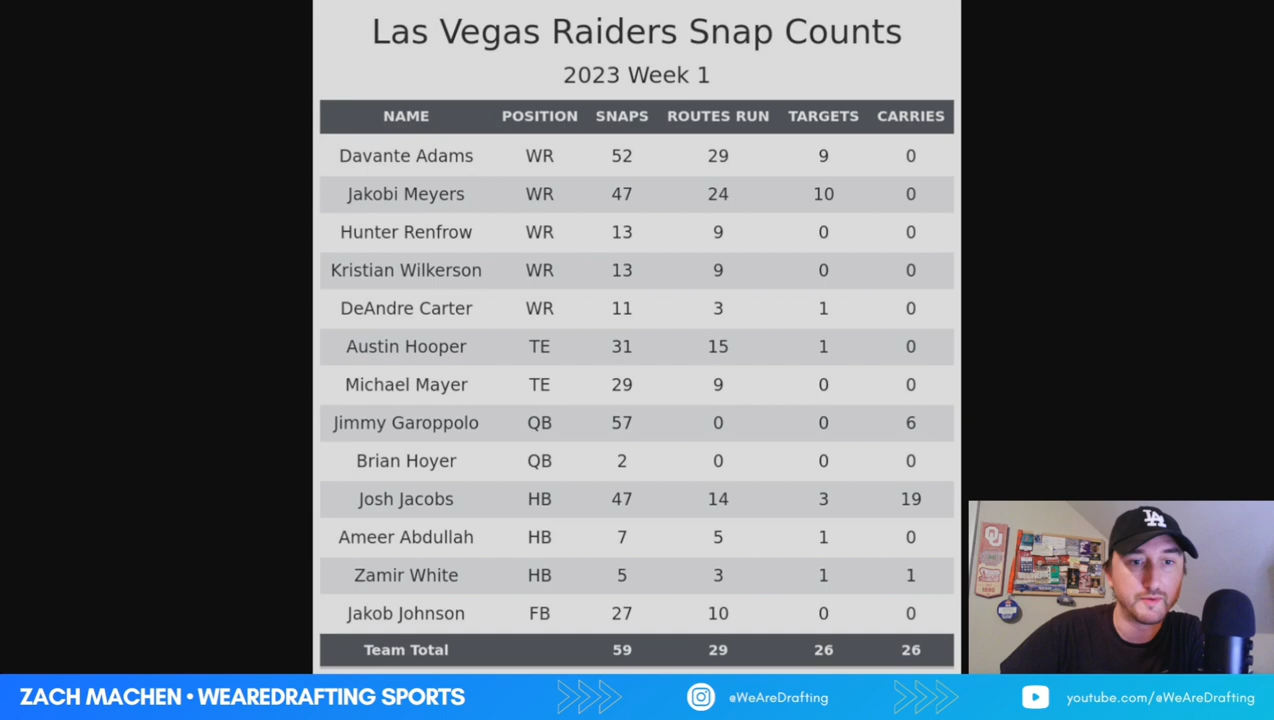 Las Vegas Raiders Snap Counts
2023 Week 1
NAME POSITION SNAPS ROUTES RUN TARGETS CARRIES
Davante Adams WR 52 29 9 0
Jakobi Meyers WR 47 24 10 0
Hunter Renfrow WR 13 9 0 0
Kristian Wilkerson WR 13 9 0 0
DeAndre Carter WR 11 3 1 0
Austin Hooper TE 31 15 1 0
Michael Mayer TE 29 9 0 0
Jimmy Garoppolo QB 57 0 0 6
Brian Hoyer QB 2 0 0 0
Josh Jacobs HB 47 14 3 19
Ameer Abdullah HB 7 5 1 0
Zamir White HB 5 3 1 1
Jakob Johnson FB 27 10 0 0
Team Total 59 29 26 26
LA
OU
ZACH MACHEN • WEAREDRAFTING SPORTS
@WeAreDrafting
youtube.com/@WeAreDrafting